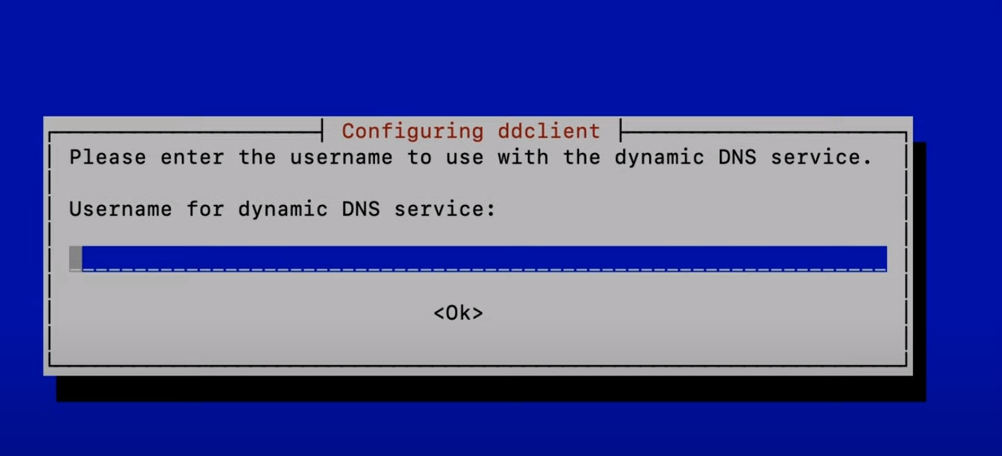 Configuring ddclient
Please enter the username to use with the dynamic DNS service.
Username for dynamic DNS service:
<Ok>